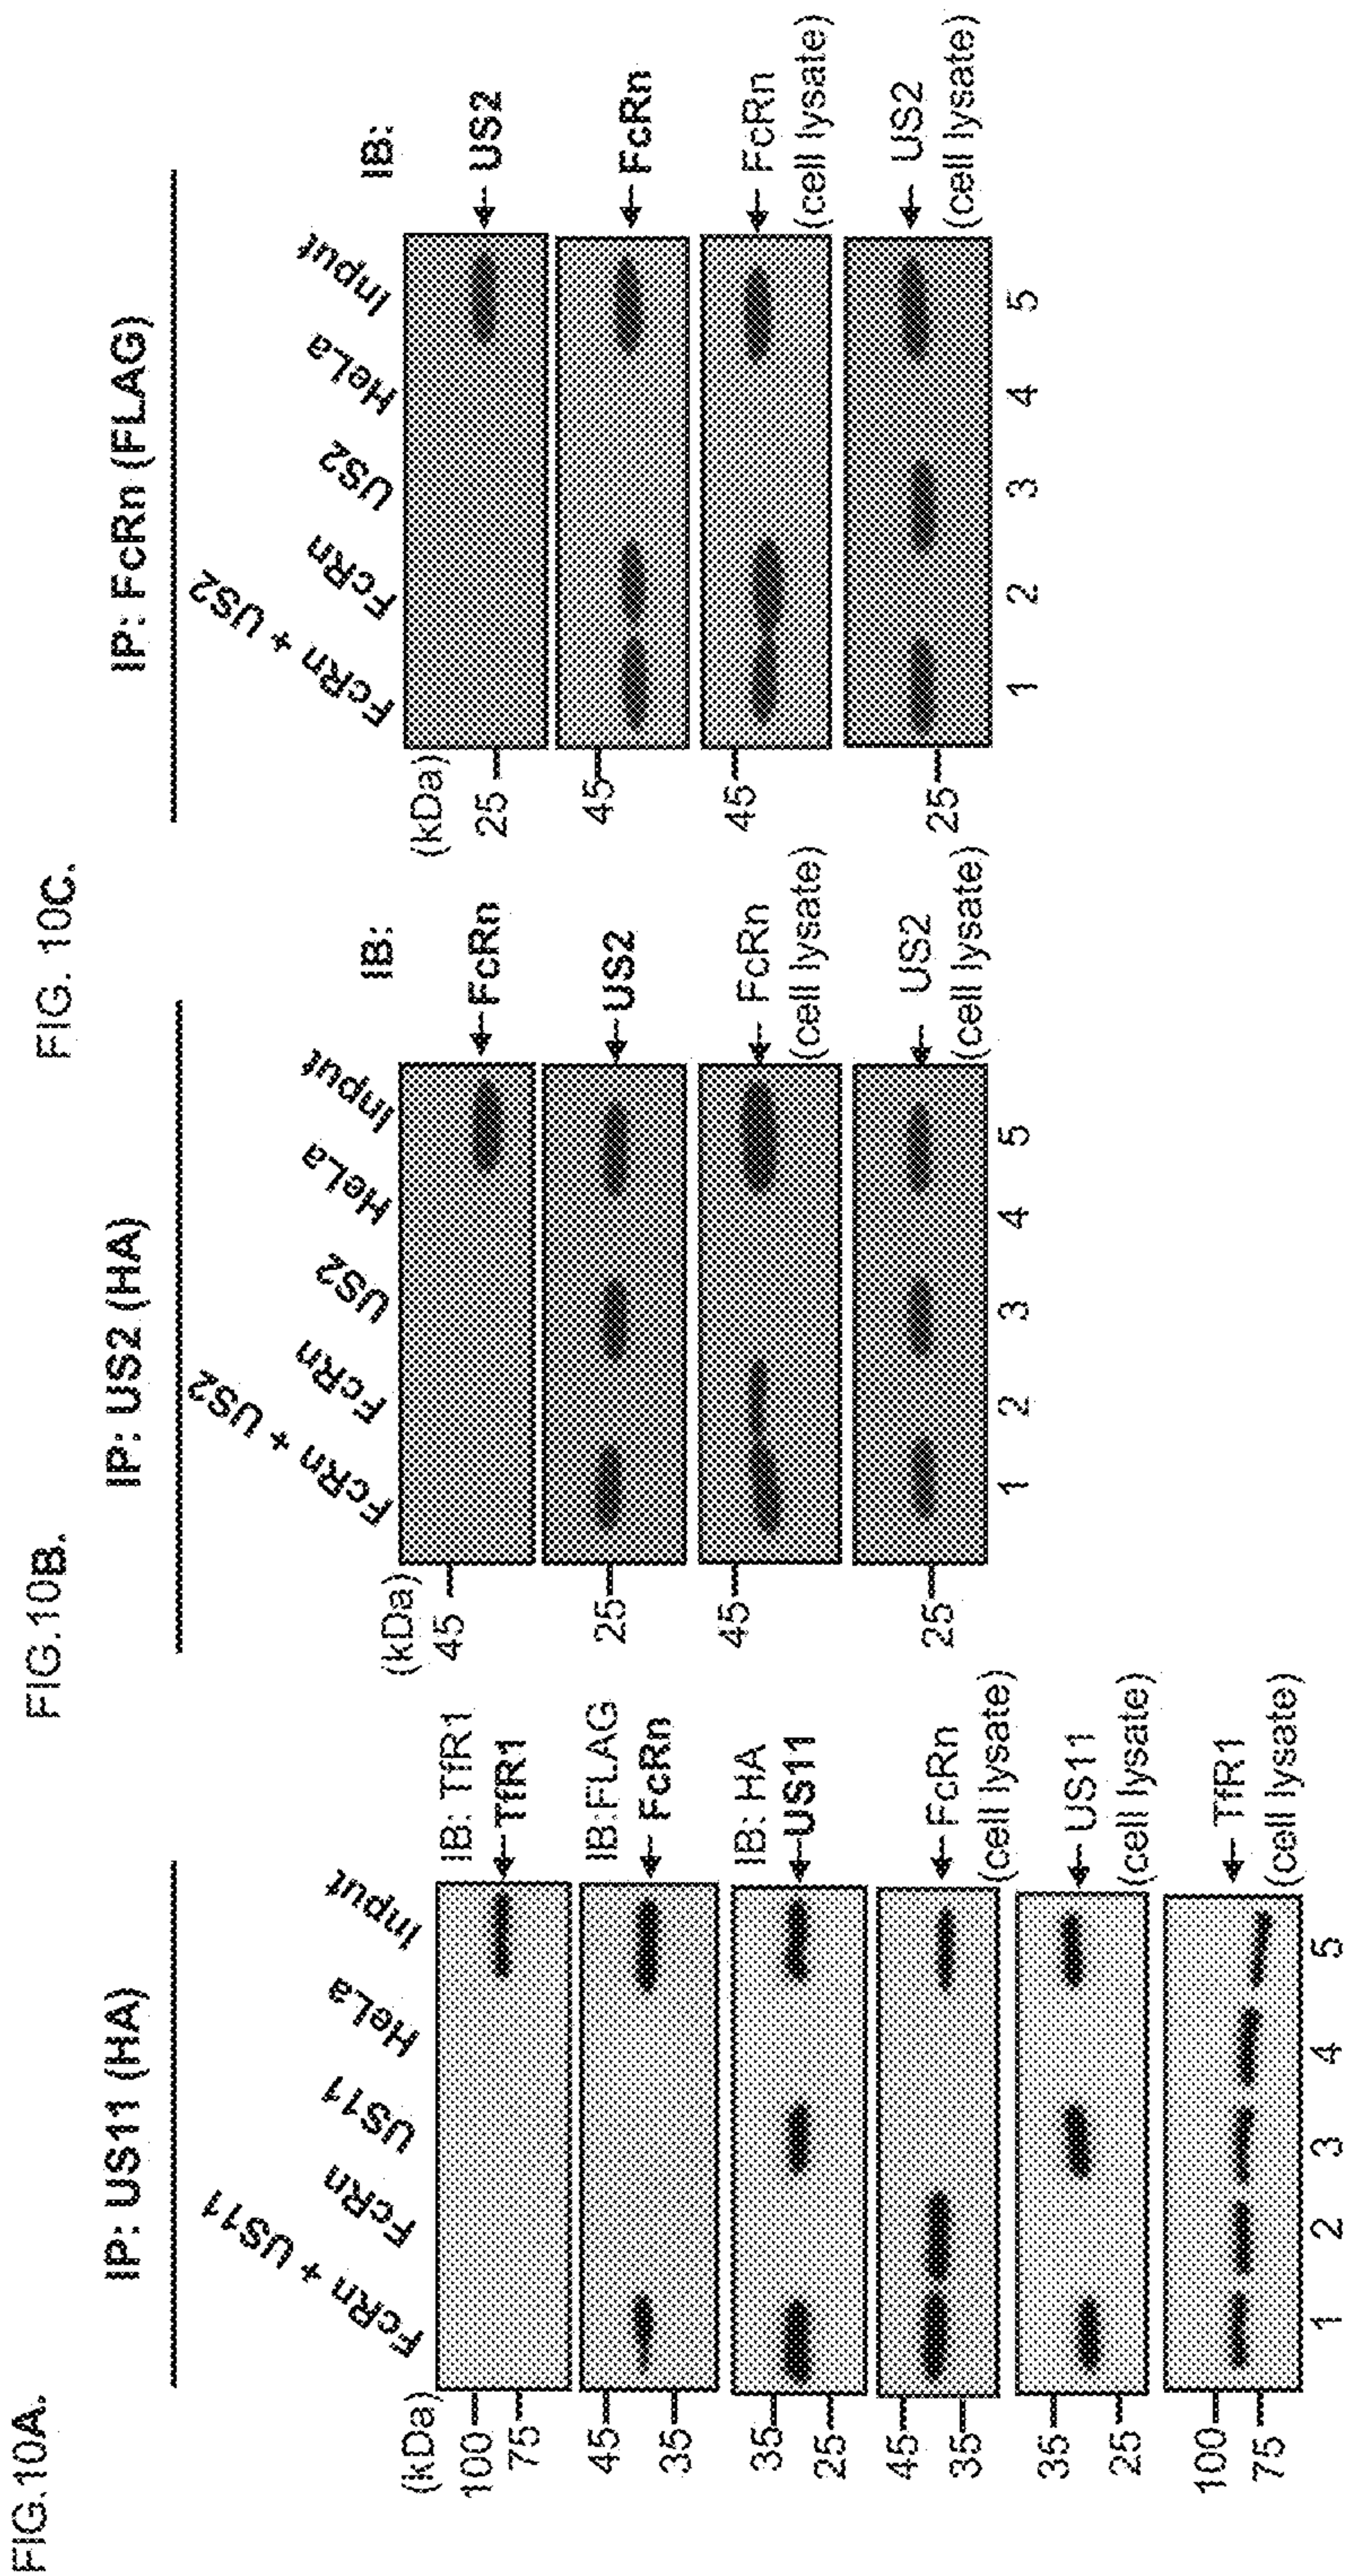 FIG.10A.
IP: US11 (HA)
FcRn + US11
FcRn
US11
HeLa
Input
(kDa)
100
75
IB: TfR1
TfR1
45
35
IB:FLAG
FcRn
35
25
IB: HA
US11
45
35
FcRn
(cell lysate)
35
25
US11
(cell lysate)
100
75
TfR1
(cell lysate)
1 2 3 4 5
FIG.10B.
IP: US2 (HA)
FcRn + US2
FcRn
US2
HeLa
Input
IB:
(kDa)
45
FcRn
25
US2
45
FcRn
(cell lysate)
25
US2
(cell lysate)
1 2 3 4 5
FIG. 10C.
IP: FcRn (FLAG)
FcRn + US2
FcRn
US2
HeLa
Input
IB:
(kDa)
25
US2
45
FcRn
45
FcRn
(cell lysate)
25
US2
(cell lysate)
1 2 3 4 5